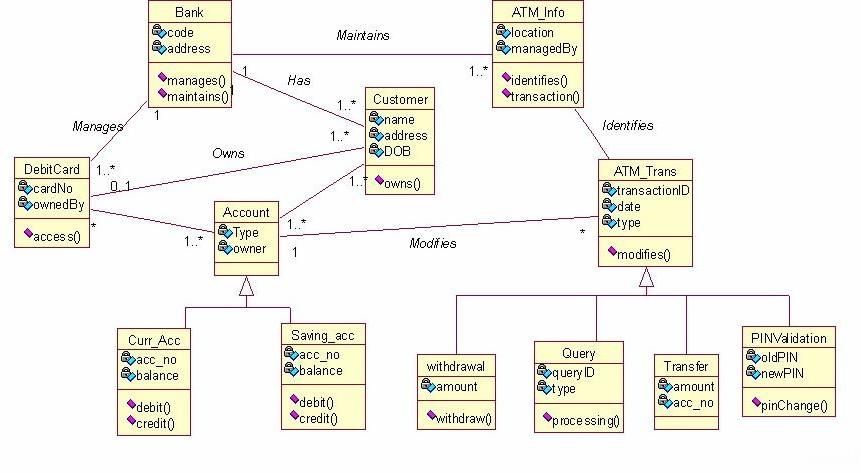 Bank
code
address
manages()
maintains()
Maintains
1
1..*
ATM_Info
location
managedBy
identifies()
transaction()
1
Has
1..*
Customer
name
address
DOB
owns()
Manages
1
1..*
Identifies
DebitCard
cardNo
ownedBy
access()
Owns
0..1
1..*
ATM_Trans
transactionID
date
type
modifies()
Account
Type
owner
*
1..*
1..*
1..*
Modifies
1
*
Curr_Acc
acc_no
balance
debit()
credit()
Saving_acc
acc_no
balance
debit()
credit()
withdrawal
amount
withdraw()
Query
queryID
type
processing()
Transfer
amount
acc_no
PINValidation
oldPIN
newPIN
pinChange()